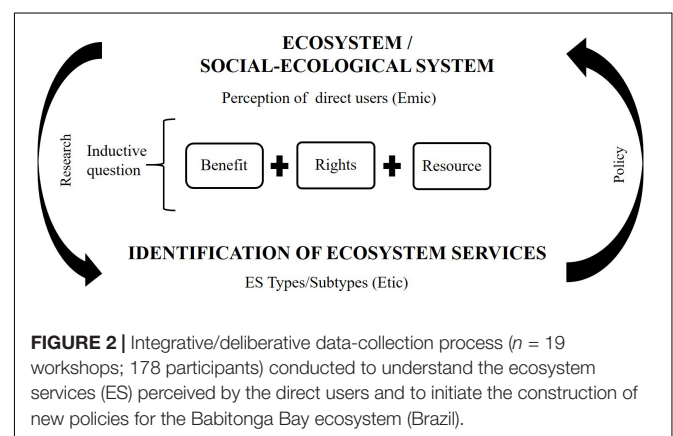 ECOSYSTEM /
SOCIAL-ECOLOGICAL SYSTEM
Perception of direct users (Emic)
Research
Inductive
question
Benefit
Rights
Resource
Policy
IDENTIFICATION OF ECOSYSTEM SERVICES
ES Types/Subtypes (Etic)
FIGURE 2 | Integrative/deliberative data-collection process (n = 19
workshops; 178 participants) conducted to understand the ecosystem
services (ES) perceived by the direct users and to initiate the construction of
new policies for the Babitonga Bay ecosystem (Brazil).